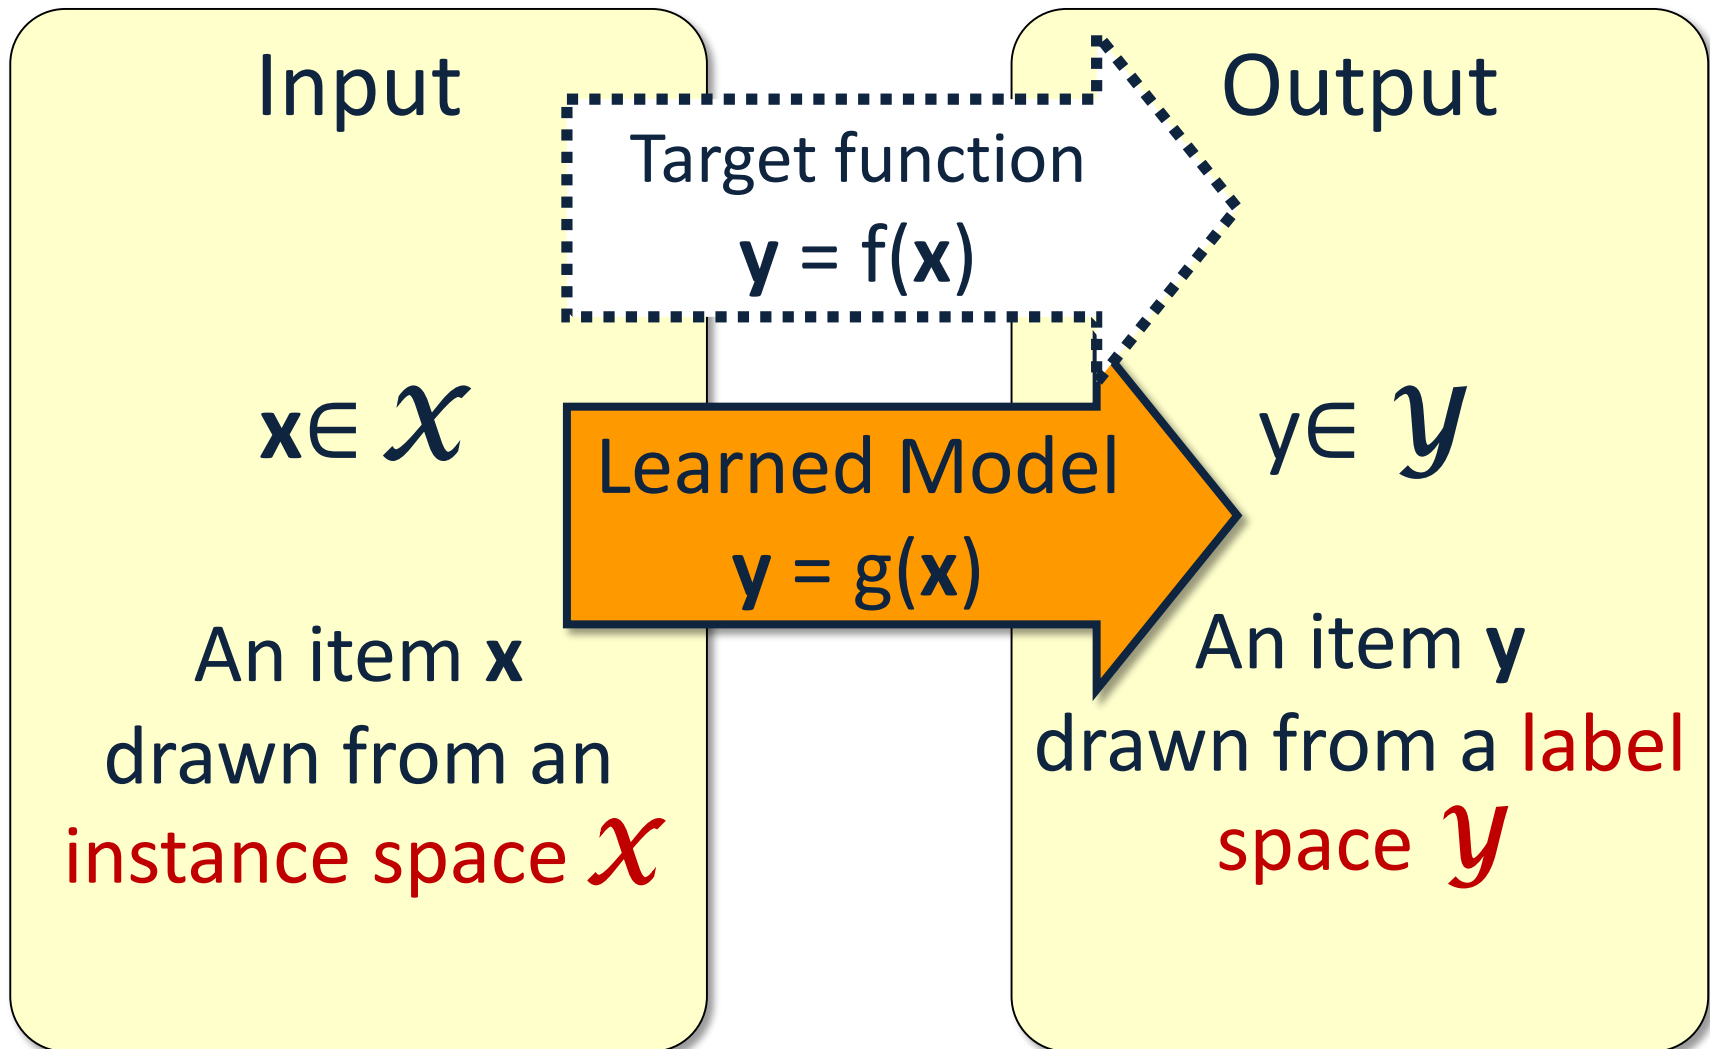 Input
Target function
y = f(x)
Output
x∈ 𝒳
Learned Model
y = g(x)
y∈ 𝒴
An item x
drawn from an
instance space 𝒳
An item y
drawn from a label
space 𝒴